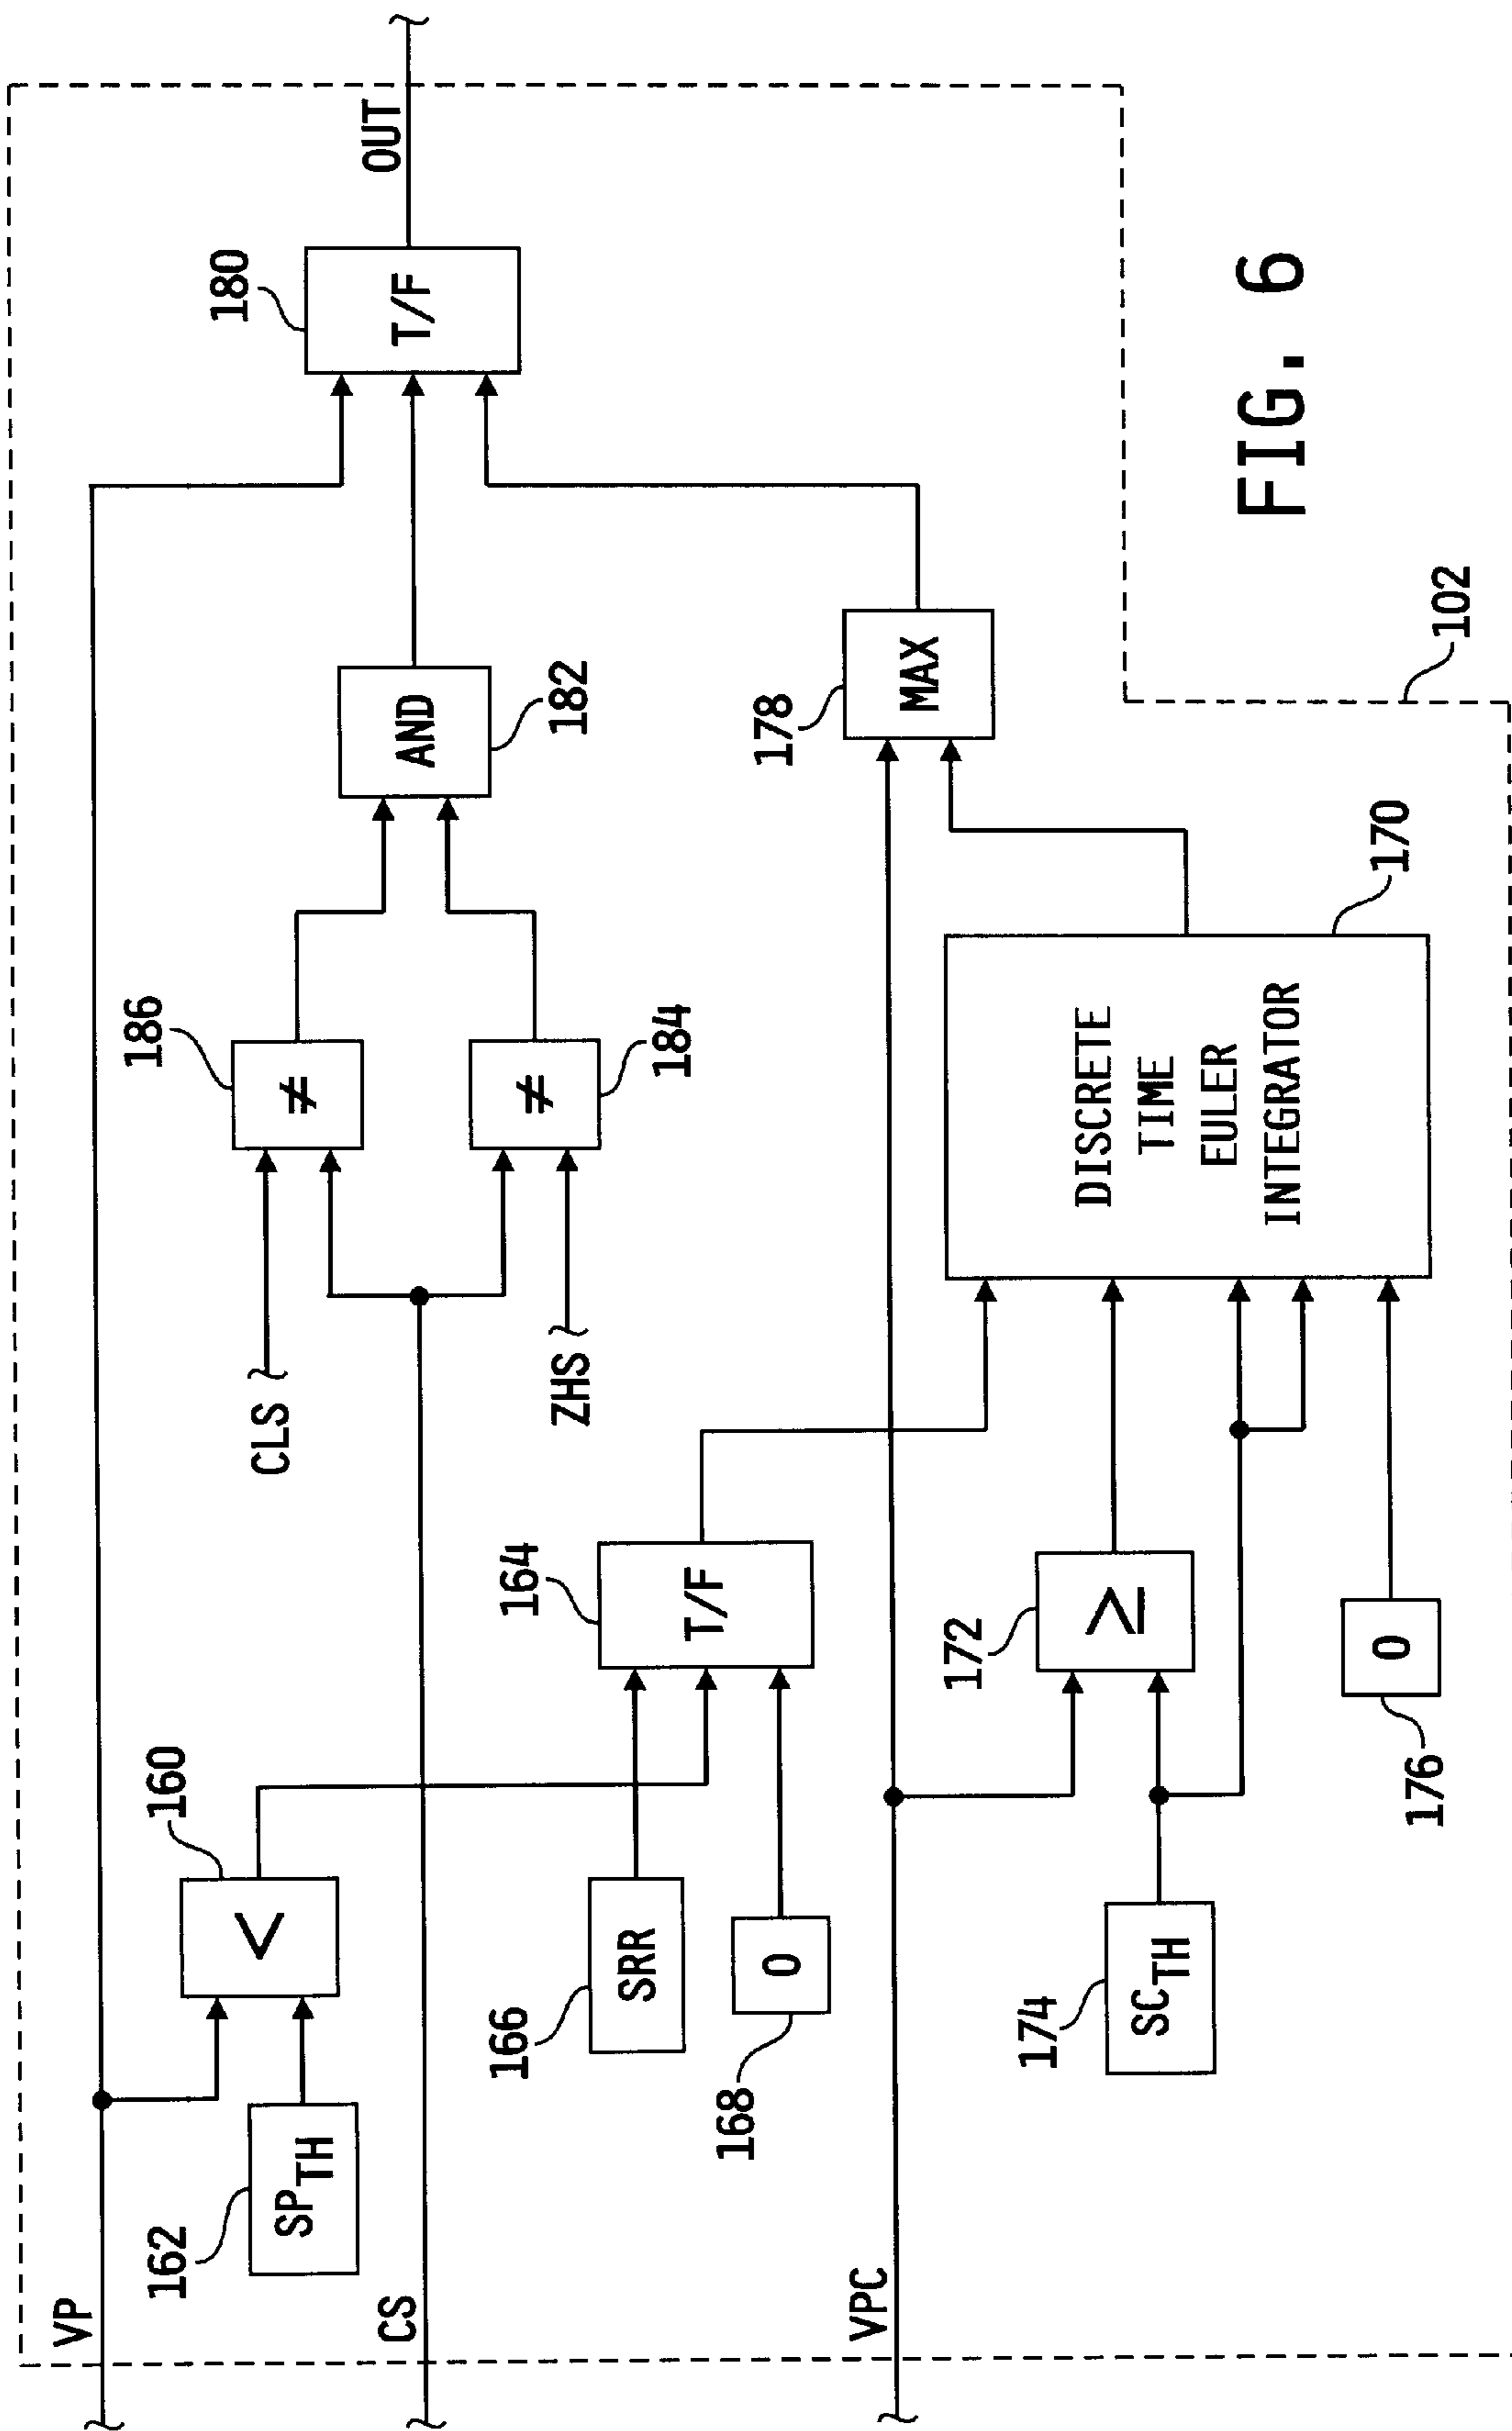 VP
162
SP TH
160
<
CS
186
≠
CLS
184
≠
ZHS
AND
182
180
T/F
OUT
166
SRR
168
0
164
T/F
VPC
174
SC TH
172
≥
176
0
DISCRETE
TIME
EULER
INTEGRATOR
170
178
MAX
102
FIG. 6